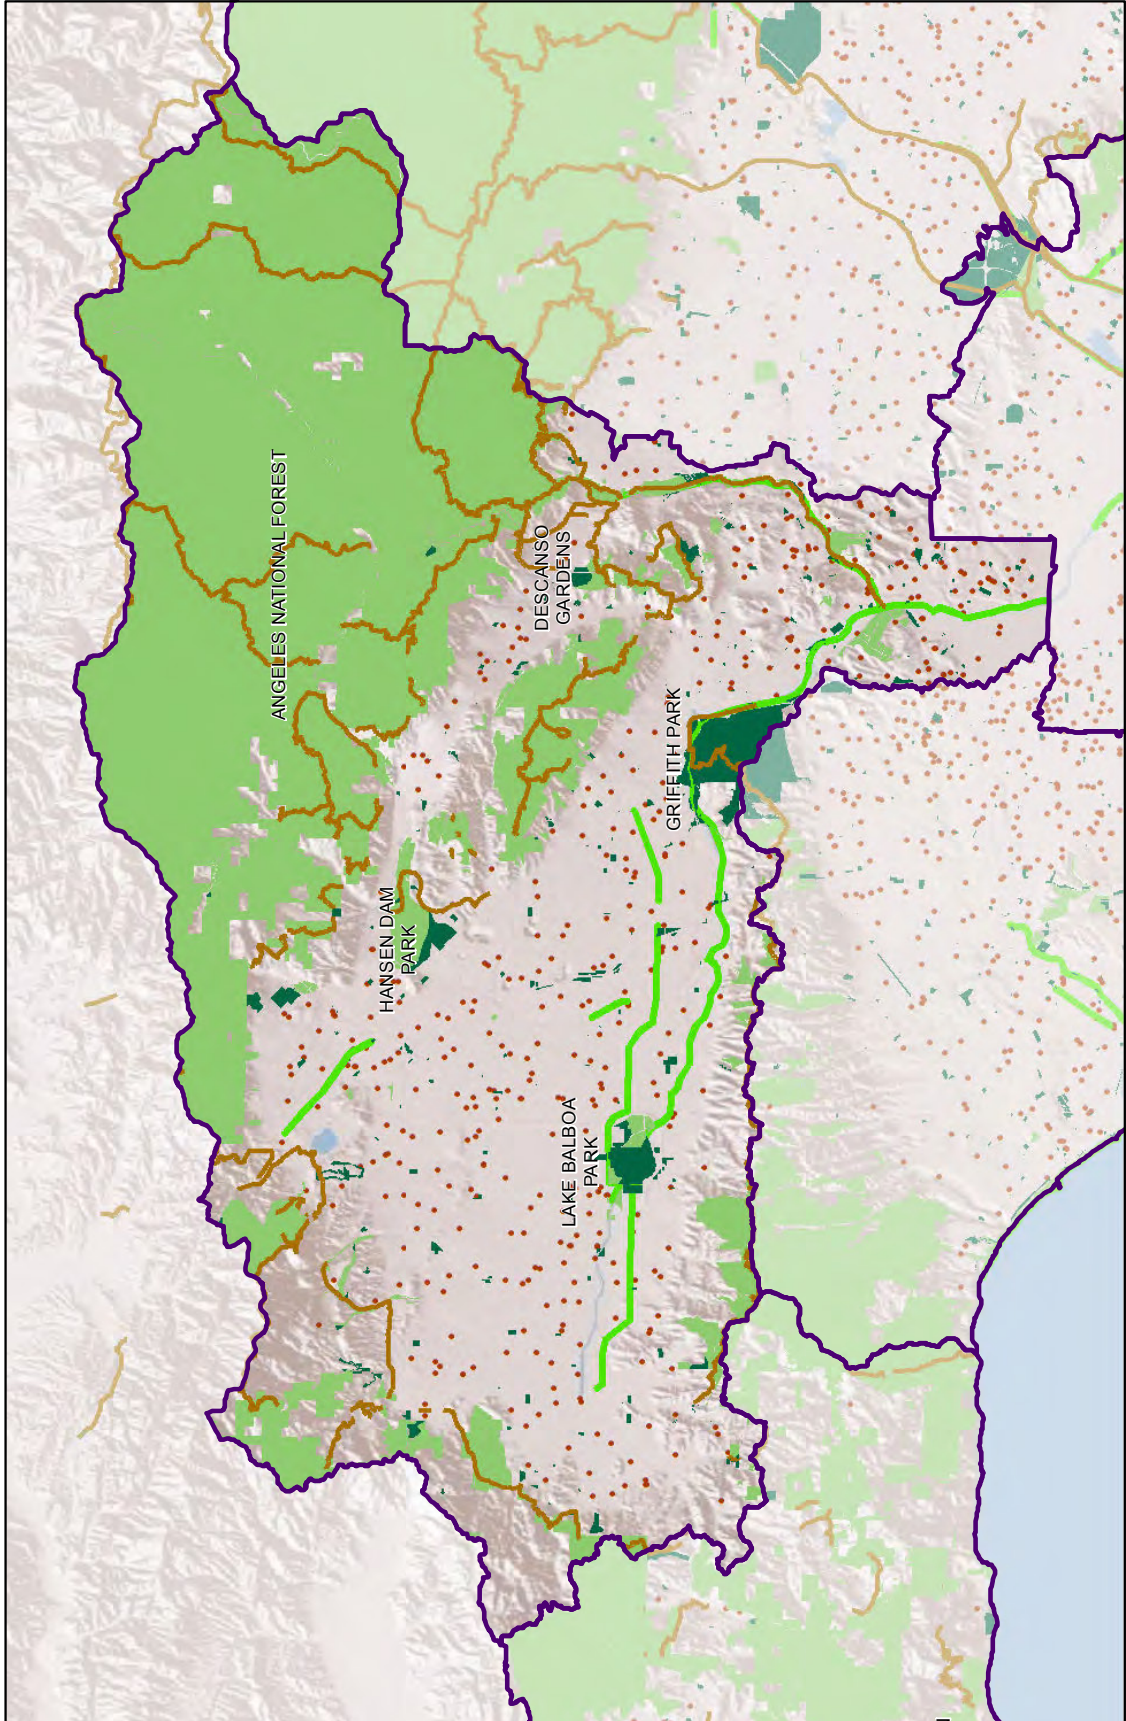 ANGELES NATIONAL FOREST
DESCANSO
GARDENS
GRIFFITH PARK
HANSEN DAM
PARK
LAKE BALBOA
PARK